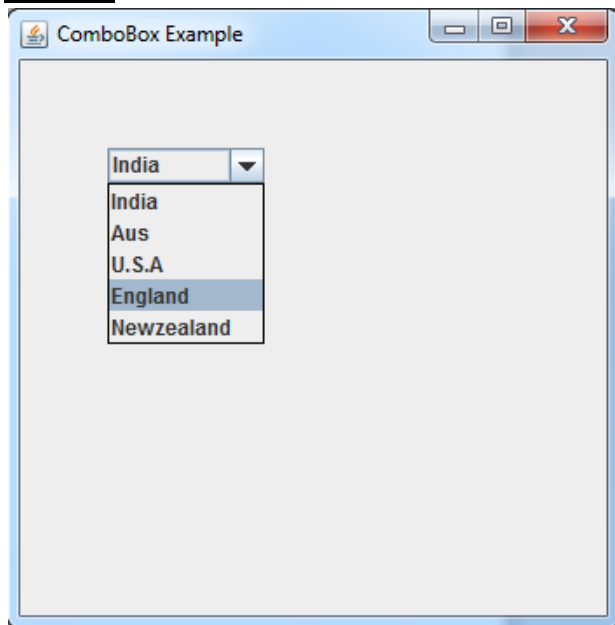 ComboBox Example
India
India
Aus
U.S.A
England
Newzealand